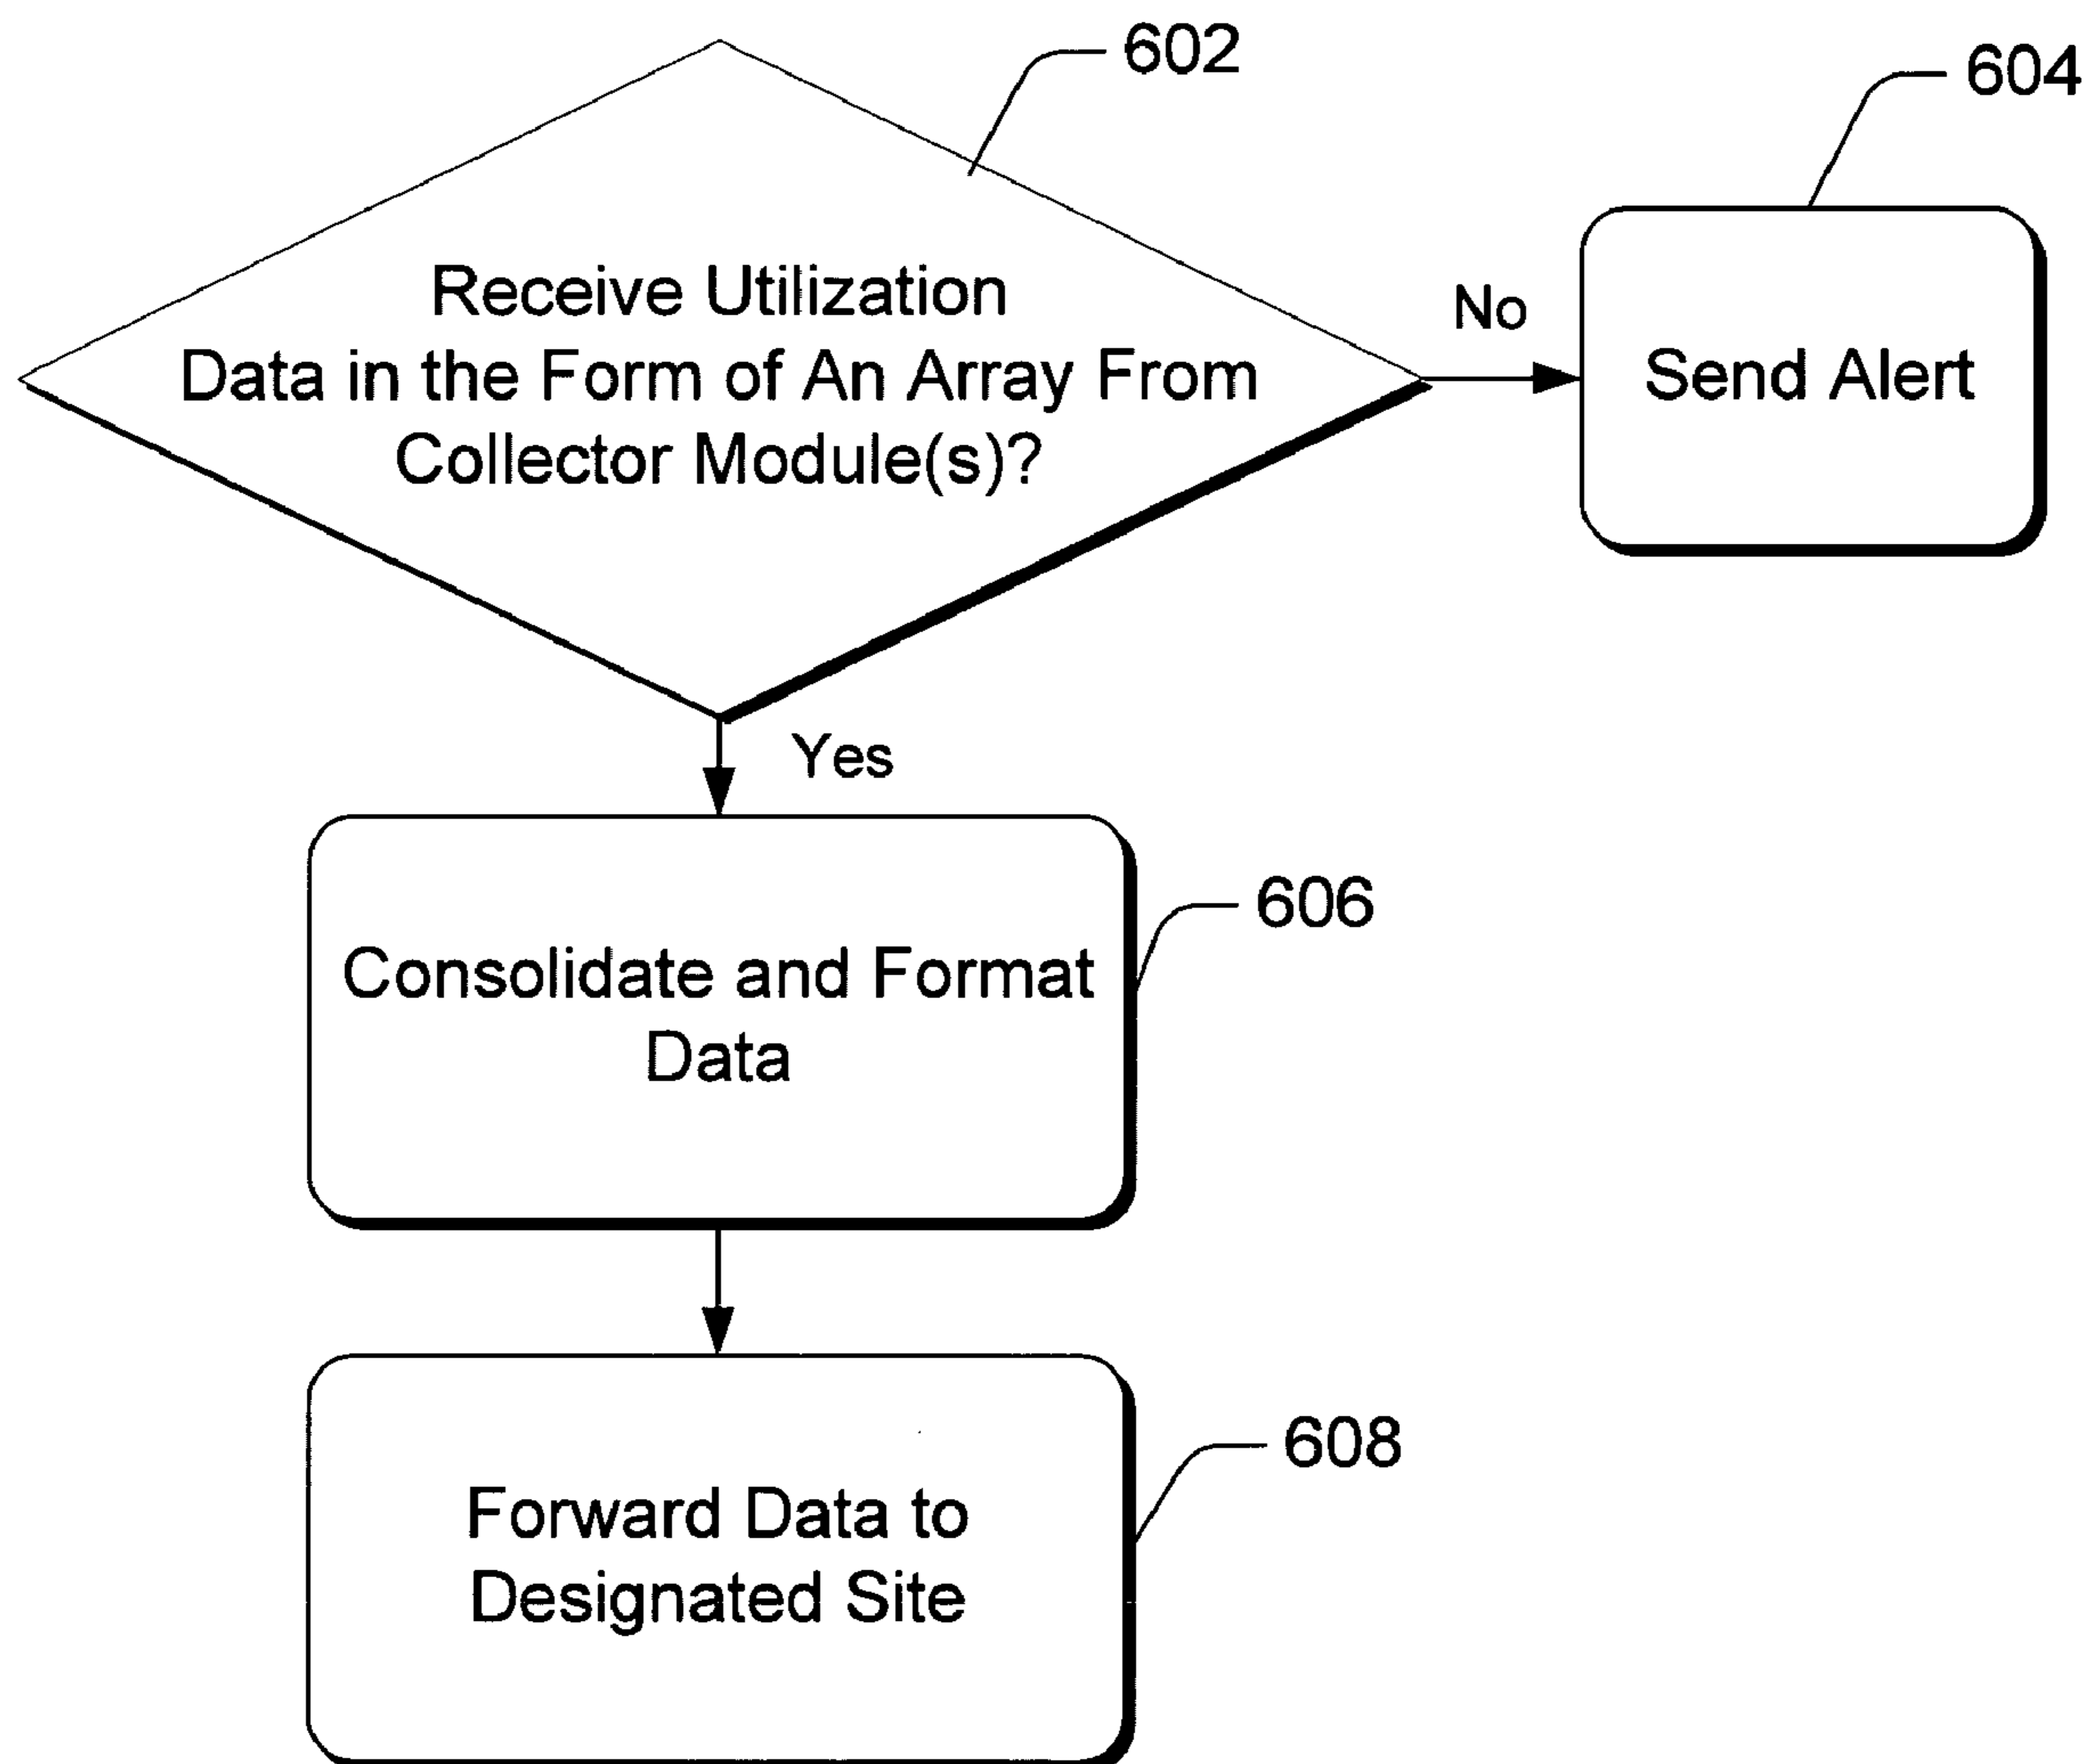 602
604
Receive Utilization
Data in the Form of An Array From
Collector Module(s)?
No
Send Alert
Yes
606
Consolidate and Format
Data
608
Forward Data to
Designated Site